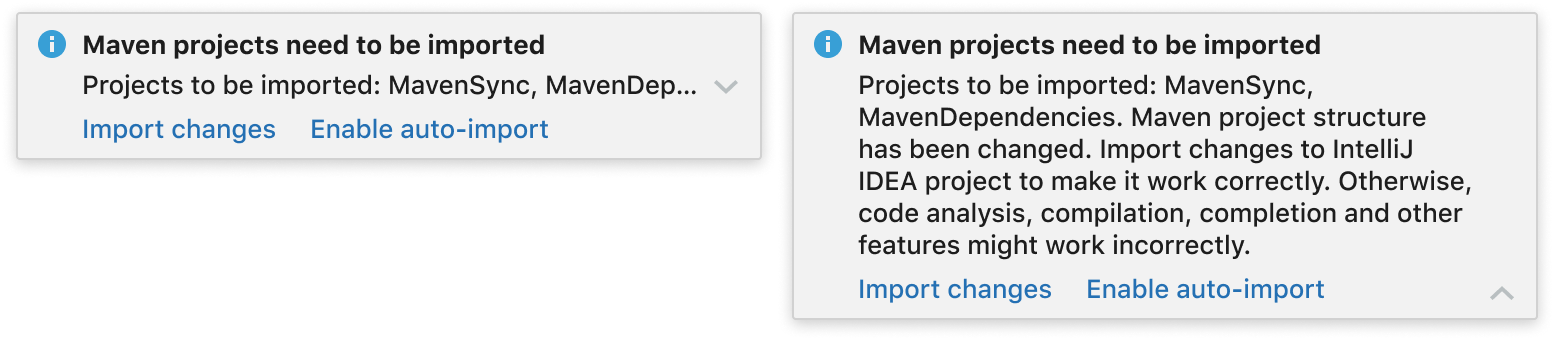 Maven projects need to be imported
Projects to be imported: MavenSync, MavenDep...
Import changes Enable auto-import
Maven projects need to be imported
Projects to be imported: MavenSync,
MavenDependencies. Maven project structure
has been changed. Import changes to IntelliJ
IDEA project to make it work correctly. Otherwise,
code analysis, compilation, completion and other
features might work incorrectly.
Import changes Enable auto-import